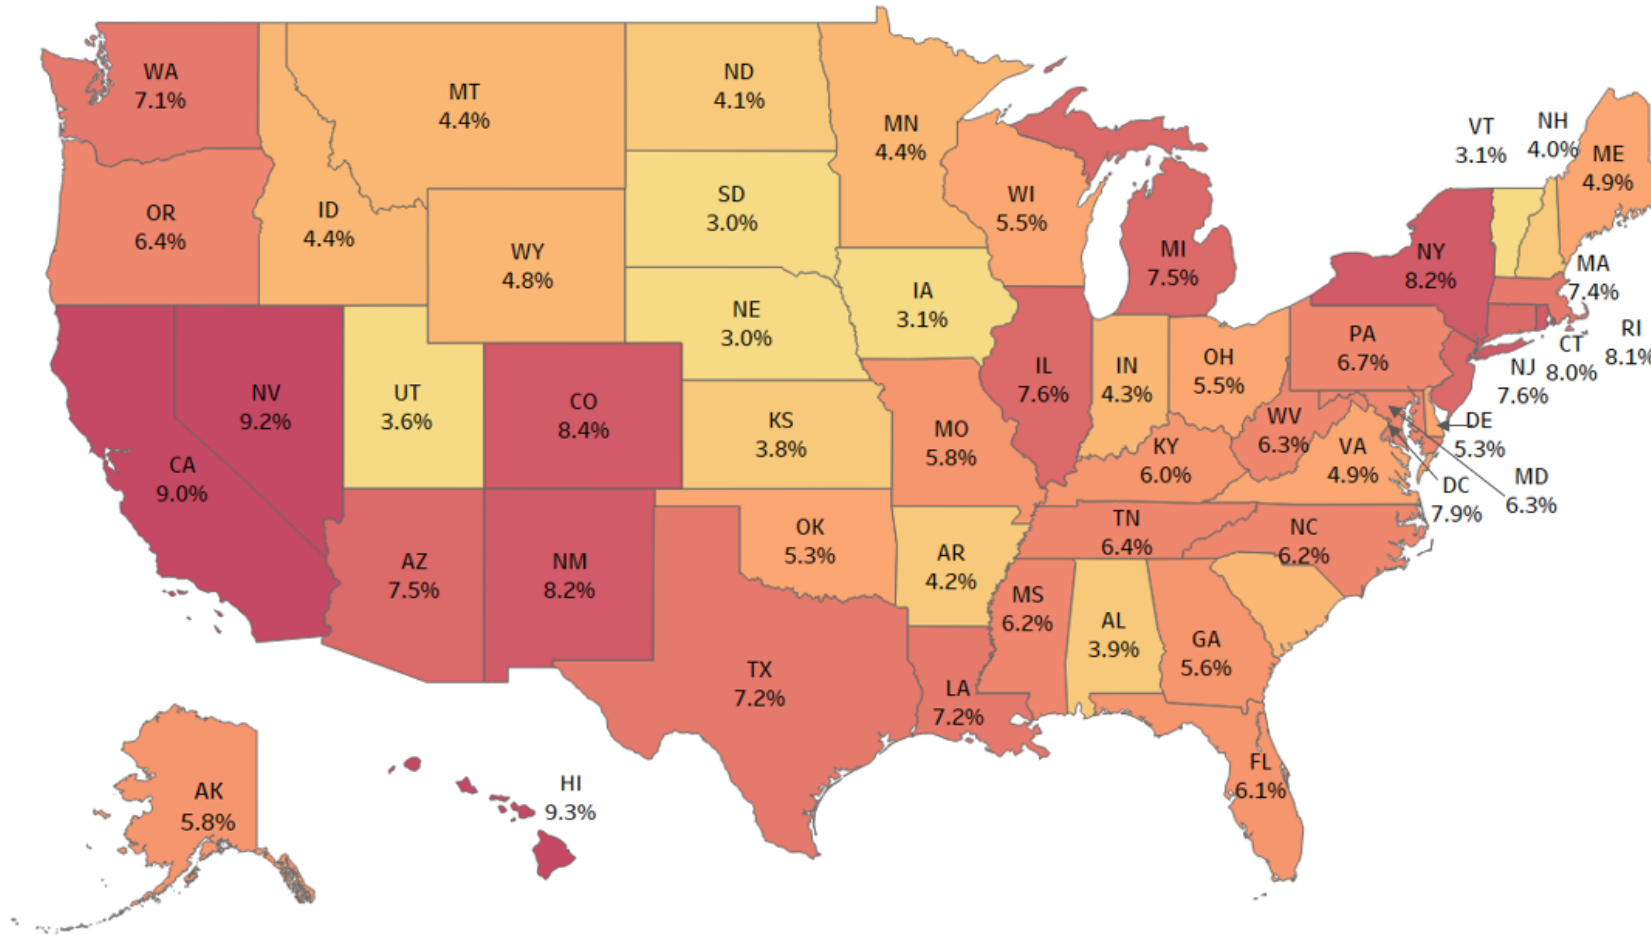 WA
7.1%
MT
4.4%
ND
4.1%
MN
4.4%
VT
3.1%
NH
4.0%
ME
4.9%
OR
6.4%
ID
4.4%
WY
4.8%
SD
3.0%
WI
5.5%
MI
7.5%
NY
8.2%
MA
7.4%
NV
9.2%
UT
3.6%
CO
8.4%
NE
3.0%
IA
3.1%
IL
7.6%
IN
4.3%
OH
5.5%
PA
6.7%
NJ
7.6%
CT
8.0%
RI
8.1%
CA
9.0%
KS
3.8%
MO
5.8%
KY
6.0%
WV
6.3%
VA
4.9%
DE
5.3%
DC
7.9%
MD
6.3%
AZ
7.5%
NM
8.2%
OK
5.3%
AR
4.2%
TN
6.4%
NC
6.2%
TX
7.2%
LA
7.2%
MS
6.2%
AL
3.9%
GA
5.6%
FL
6.1%
AK
5.8%
HI
9.3%